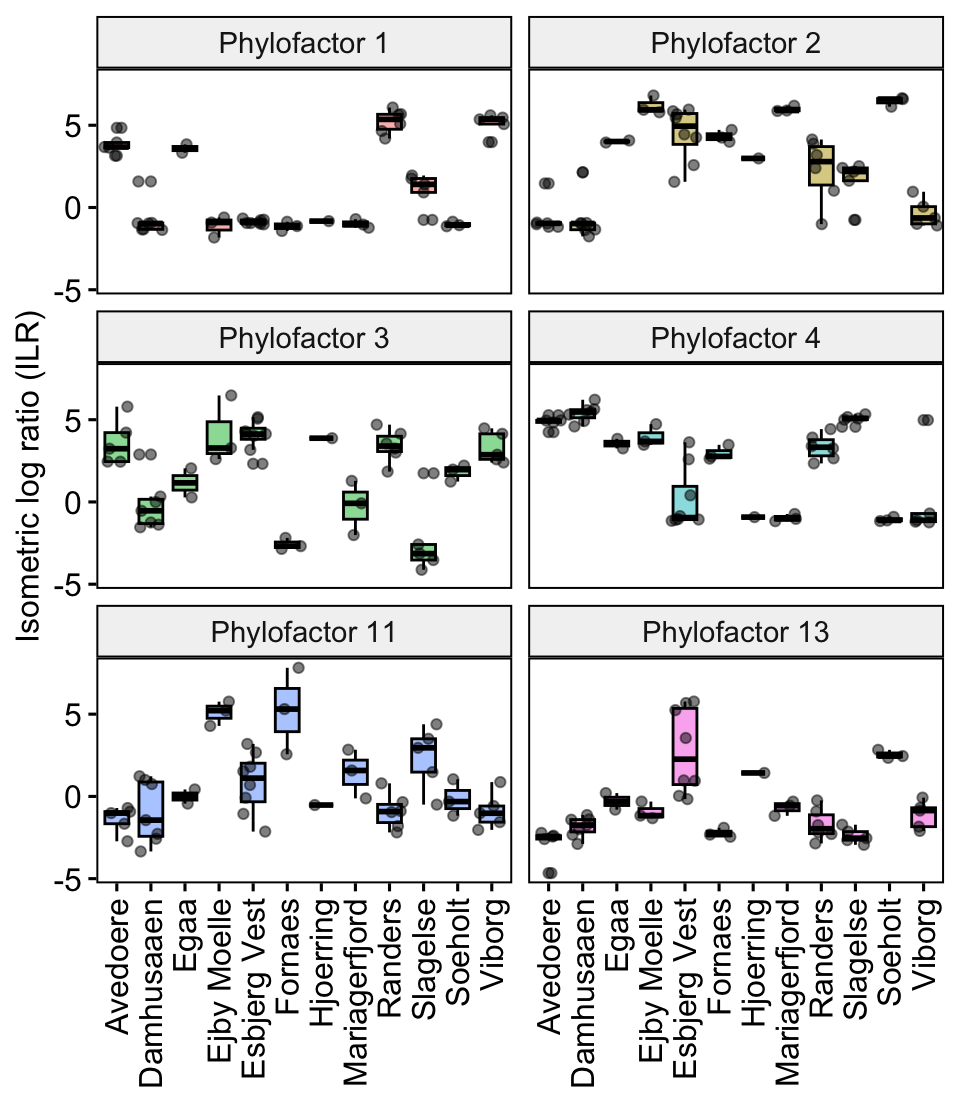 Phylofactor 1
Phylofactor 2
5
0
-5
Phylofactor 3
Phylofactor 4
5
0
-5
Phylofactor 11
Phylofactor 13
5
0
-5
Isometric log ratio (ILR)
Avedoere
Damhusaaen
Egaa
Ejby Moelle
Esbjerg Vest
Fornaes
Hjoerring
Mariagerfjord
Randers
Slagelse
Soeholt
Viborg
Avedoere
Damhusaaen
Egaa
Ejby Moelle
Esbjerg Vest
Fornaes
Hjoerring
Mariagerfjord
Randers
Slagelse
Soeholt
Viborg